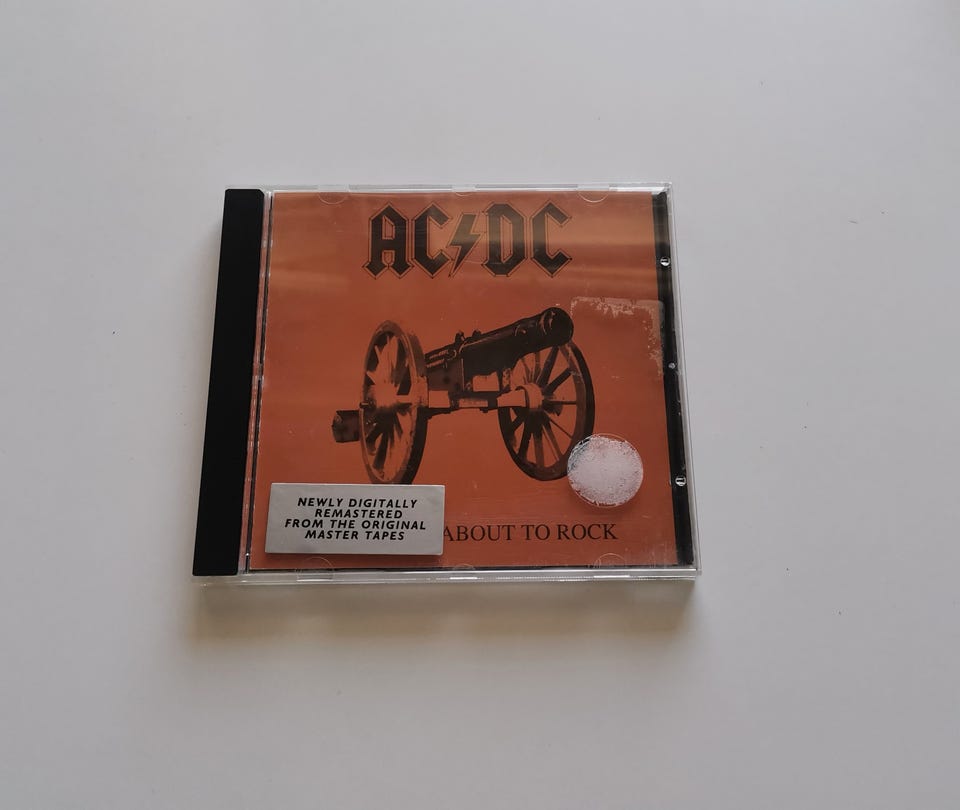 AC DC
NEWLY DIGITALLY
REMASTERED
FROM THE ORIGINAL
MASTER TAPES
ABOUT TO ROCK